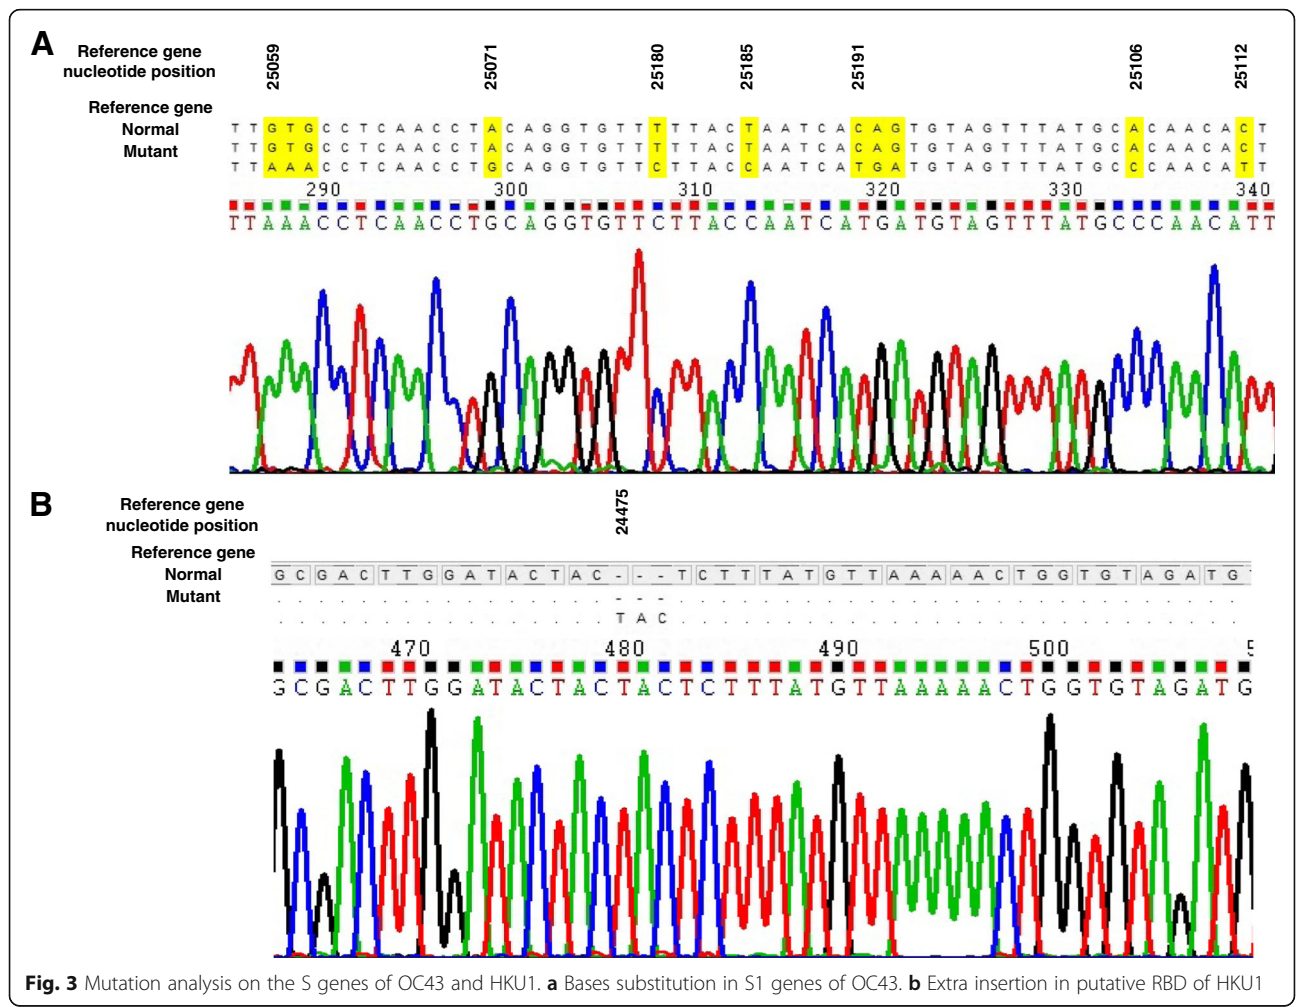 A
Reference gene
nucleotide position
25059 25071 25180 25185 25191 25106 25112
Reference gene
Normal
Mutant
T T G T G C C T C A A C C T A C A G G T G T T T T T A C T A A T C A C A G T G T A G T T T A T G C A C A A C A C T
T T G T G C C T C A A C C T A C A G G T G T T T T T A C T A A T C A C A G T G T A G T T T A T G C A C A A C A C T
T T A A A C C T C A A C C T G C A G G T G T T C T T A C C A A T C A T G A T G T A G T T T A T G C C C A A C A T T
290 300 310 320 330 340
T T A A A C C T C A A C C T G C A G G T G T T C T T A C C A A T C A T G A T G T A G T T T A T G C C C A A C A T T
B
Reference gene
nucleotide position
24475
Reference gene
Normal
Mutant
G C G A C T T G G A T A C T A C - - - T C T T T A T G T T A A A A A C T G G T G T A G A T G
. . . . . . . . . . . . . . . . - - - . . . . . . . . . . . . . . . . . . . . . . . . . . .
. . . . . . . . . . . . . . . . T A C . . . . . . . . . . . . . . . . . . . . . . . . . . .
470 480 490 500 5
G C G A C T T G G A T A C T A C T A C T C T T T A T G T T A A A A A C T G G T G T A G A T G
Fig. 3 Mutation analysis on the S genes of OC43 and HKU1. a Bases substitution in S1 genes of OC43. b Extra insertion in putative RBD of HKU1